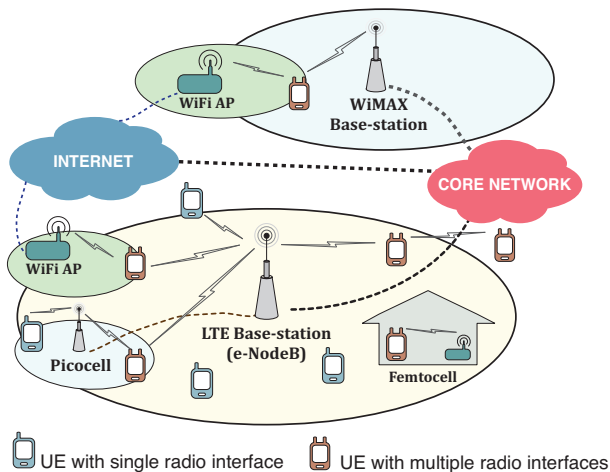 WiFi AP
WiMAX
Base-station
INTERNET
CORE NETWORK
WiFi AP
LTE Base-station
(e-NodeB)
Picocell
Femtocell
UE with single radio interface
UE with multiple radio interfaces